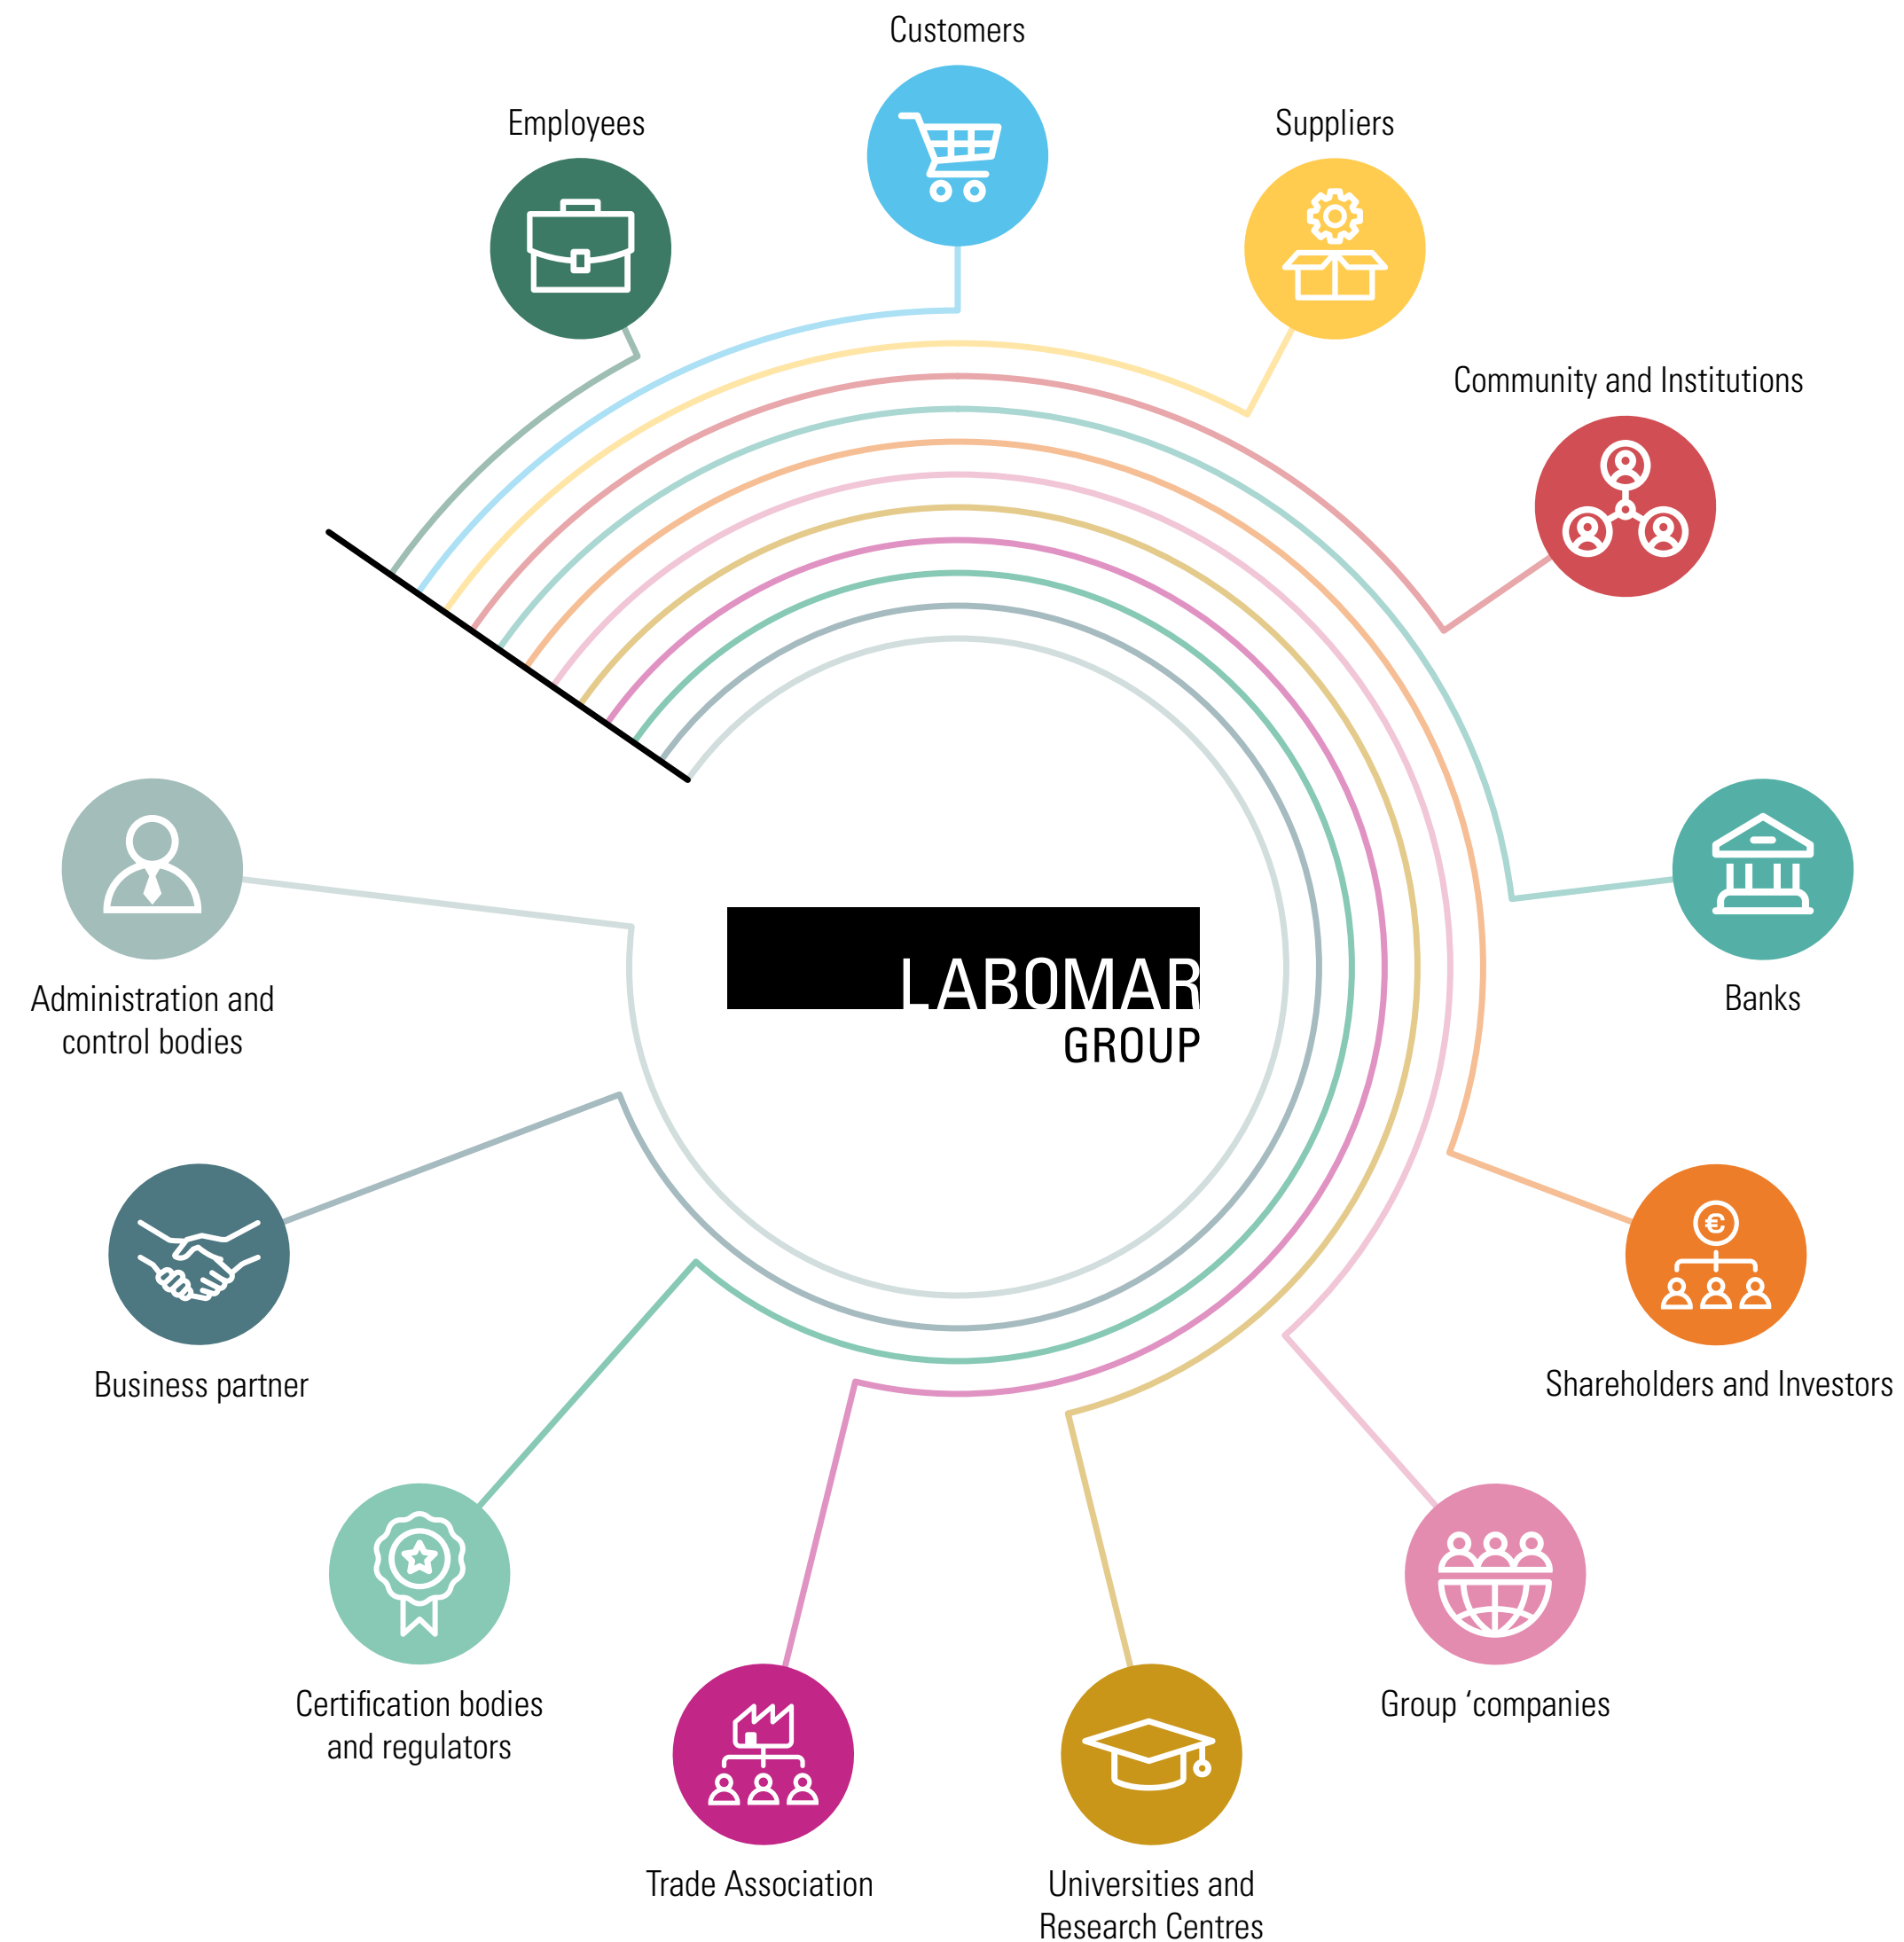 Customers
Employees
Suppliers
Community and Institutions
Administration and
control bodies
LABOMAR
GROUP
Banks
Business partner
Shareholders and Investors
Certification bodies
and regulators
Group ‘companies
Trade Association
Universities and
Research Centres
€